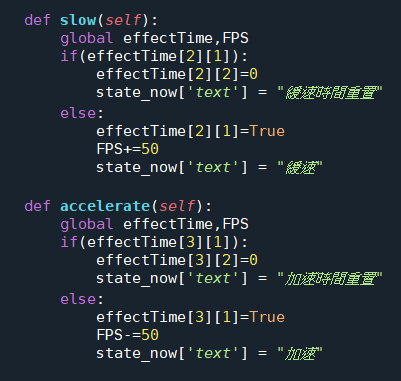 def slow(self):
    global effectTime,FPS
    if(effectTime[2][1]):
        effectTime[2][2]=0
        state_now['text'] = "緩速時間重置"
    else:
        effectTime[2][1]=True
        FPS+=50
        state_now['text'] = "緩速"

def accelerate(self):
    global effectTime,FPS
    if(effectTime[3][1]):
        effectTime[3][2]=0
        state_now['text'] = "加速時間重置"
    else:
        effectTime[3][1]=True
        FPS-=50
        state_now['text'] = "加速"